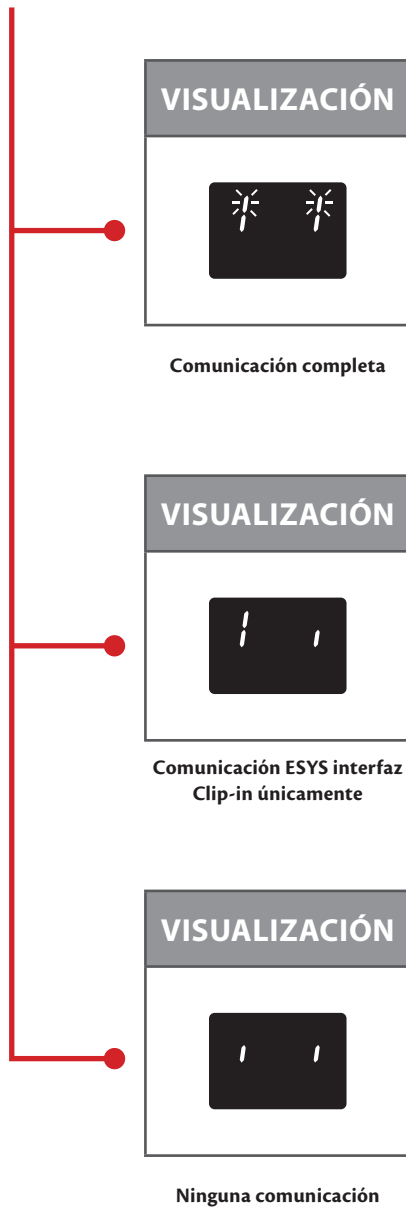 VISUALIZACIÓN
Comunicación completa
VISUALIZACIÓN
Comunicación ESYS interfaz
Clip-in únicamente
VISUALIZACIÓN
Ninguna comunicación